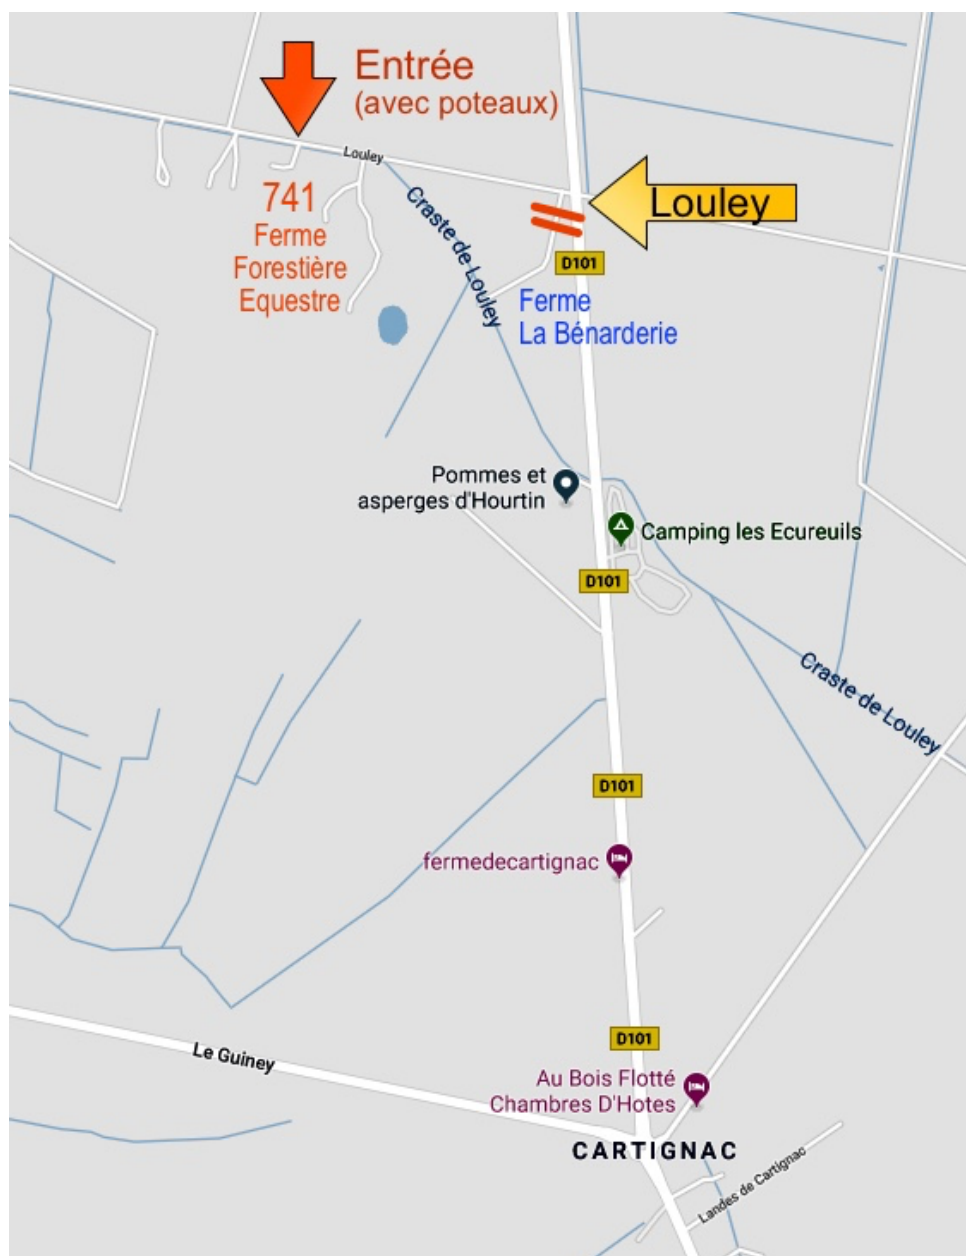 Entrée
(avec poteaux)
Louley
741
Ferme
Forestière
Equestre
Craste de Louley
Louley
D101
Ferme
La Bénarderie
Pommes et
asperges d'Hourtin
Camping les Ecureuils
D101
Craste de Louley
D101
fermedecartignac
D101
Le Guiney
Au Bois Flotté
Chambres D'Hotes
CARTIGNAC
Landes de Cartignac